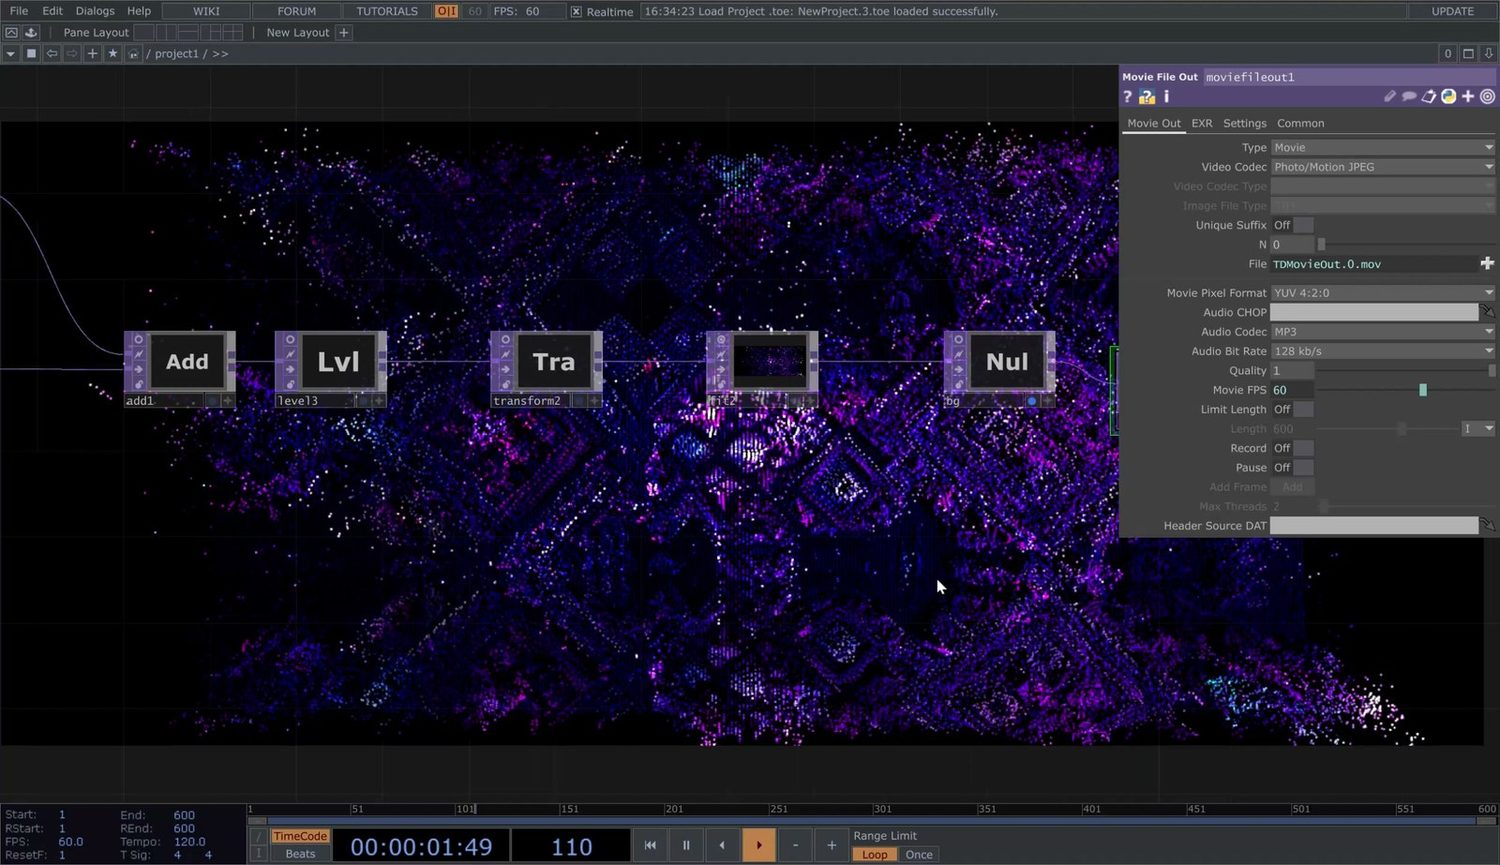 File Edit Dialogs Help WIKI FORUM TUTORIALS O|I 60 FPS: 60 Realtime 16:34:23 Load Project .toe: NewProject.3.toe loaded successfully. UPDATE
Pane Layout New Layout +
/ project1 / >> 0
Movie File Out moviefileout1
? ? i
Movie Out EXR Settings Common
Type Movie
Video Codec Photo/Motion JPEG
Video Codec Type
Image File Type
Unique Suffix Off
N 0
File TDMovieOut.0.mov
Movie Pixel Format YUV 4:2:0
Audio CHOP
Audio Codec MP3
Audio Bit Rate 128 kb/s
Quality 1
Movie FPS 60
Limit Length Off
Length 600 I
Record Off
Pause Off
Add Frame Add
Max Threads 2
Header Source DAT
Add Lvl Tra Nul
add1 level3 transform2 fit2 bg
1 51 101 151 201 251 301 351 401 451 501 551 600
Start: 1 End: 600
RStart: 1 REnd: 600
FPS: 60.0 Tempo: 120.0
ResetF: 1 T Sig: 4 4
TimeCode
Beats
00:00:01:49 110
- +
Range Limit
Loop Once